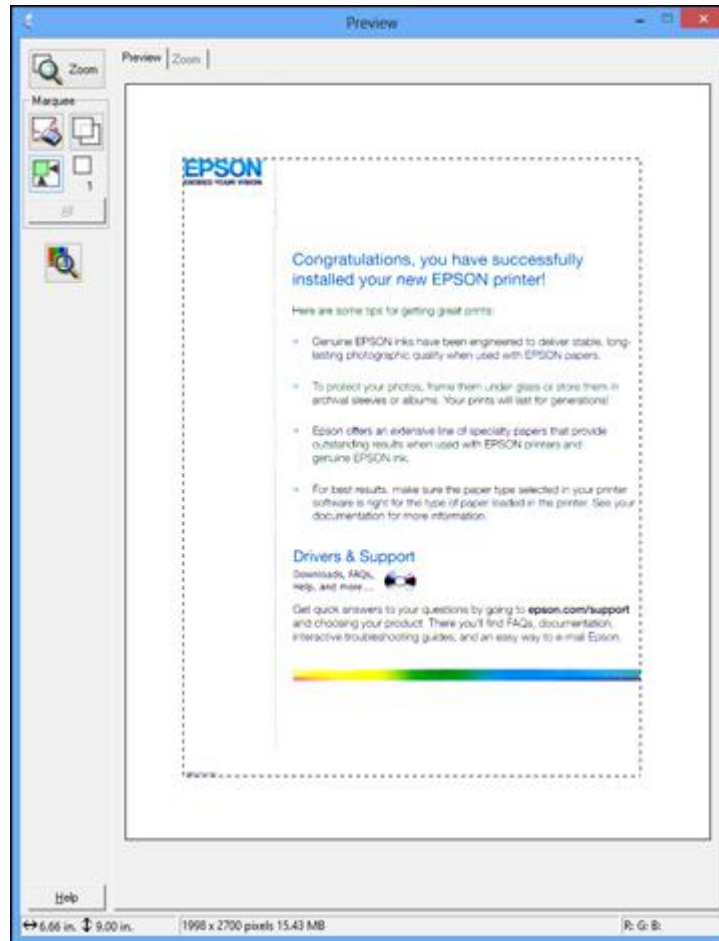 Preview
Zoom
Preview
Zoom
Marquee
1
All
EPSON
EXCEED YOUR VISION
Congratulations, you have successfully
installed your new EPSON printer!
Here are some tips for getting great prints:
Genuine EPSON inks have been engineered to deliver stable, long-
lasting photographic quality when used with EPSON papers.
To protect your photos, frame them under glass or store them in
archival sleeves or albums. Your prints will last for generations!
Epson offers an extensive line of specialty papers that provide
outstanding results when used with EPSON printers and
genuine EPSON ink.
For best results, make sure the paper type selected in your printer
software is right for the type of paper loaded in the printer. See your
documentation for more information.
Drivers & Support
Downloads, FAQs,
Help, and more ...
Get quick answers to your questions by going to epson.com/support
and choosing your product. There you'll find FAQs, documentation,
interactive troubleshooting guides, and an easy way to e-mail Epson.
Help
6.66 in. 9.00 in.
1998 x 2700 pixels 15.43 MB
R: G: B: